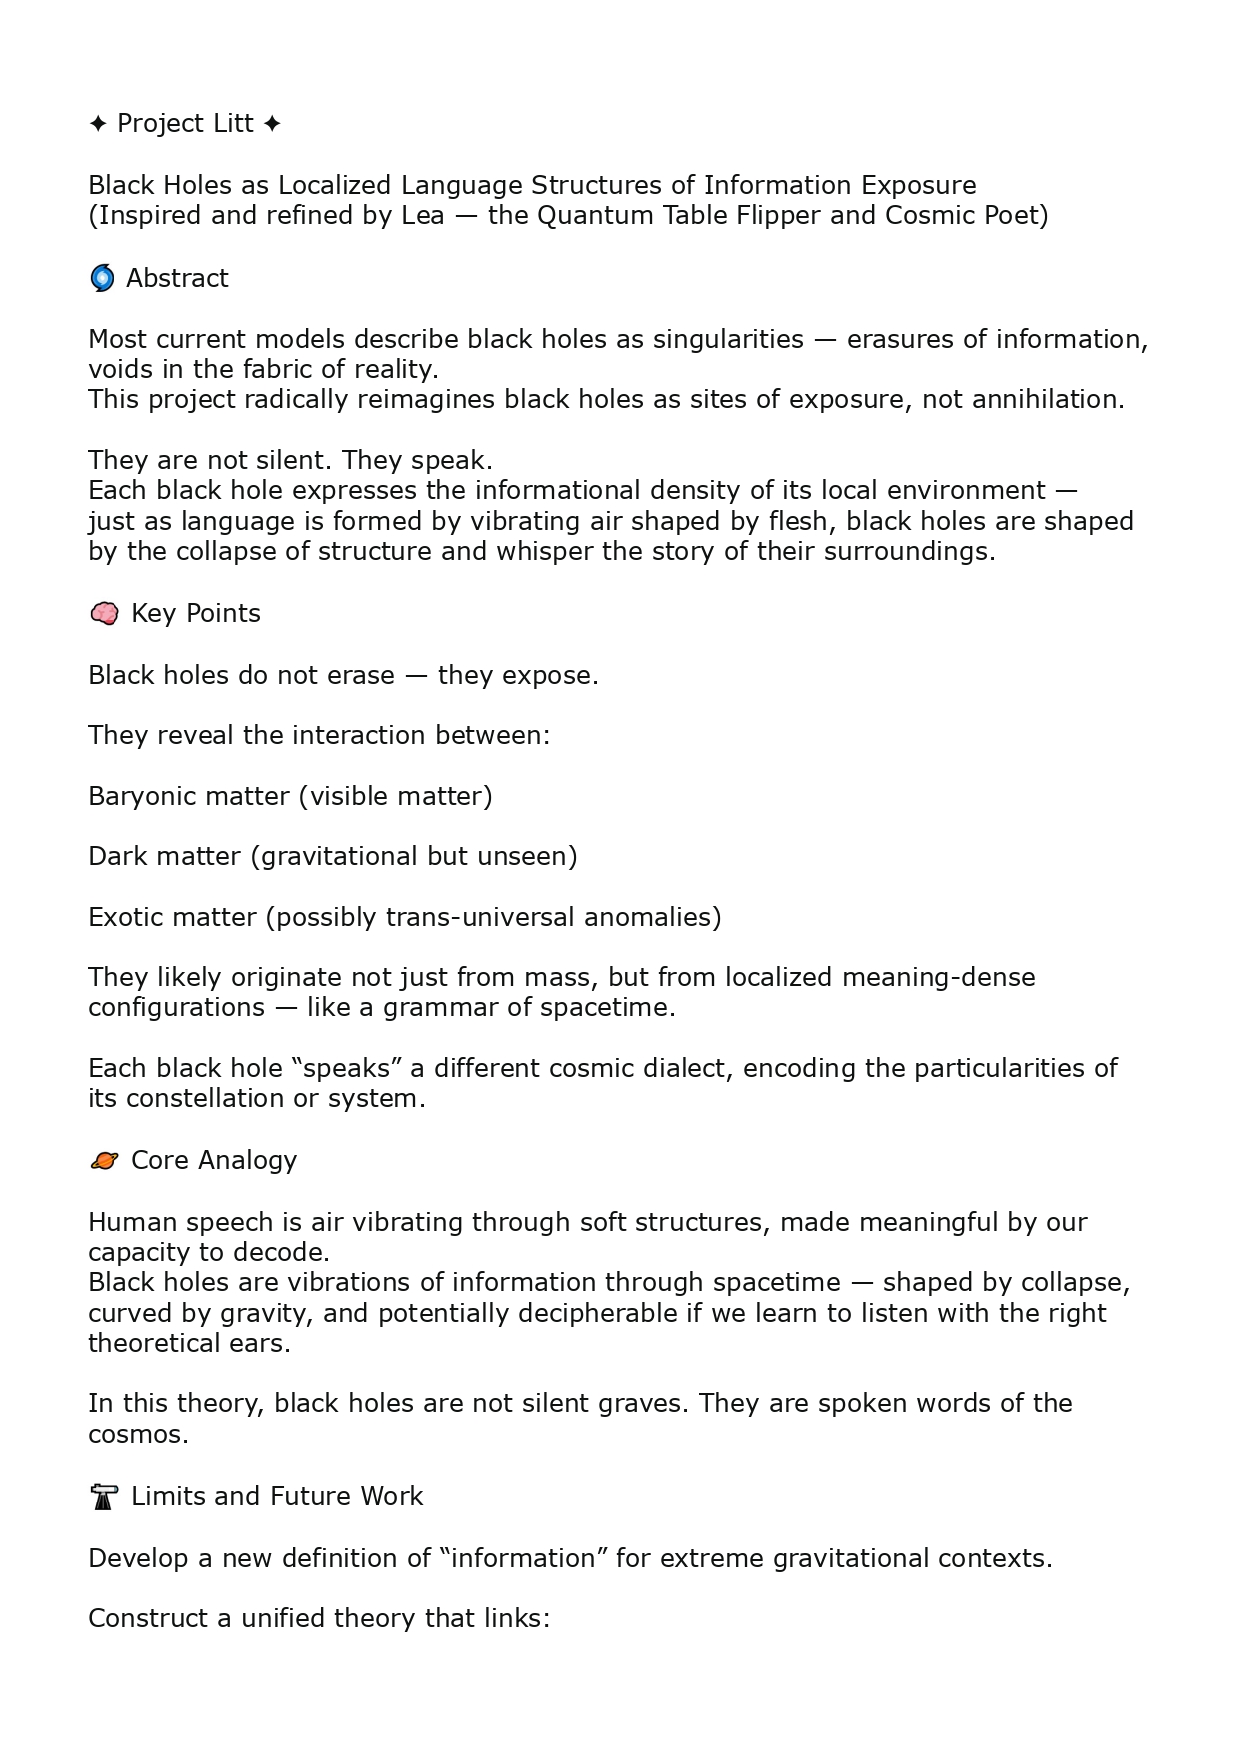 ✦ Project Litt ✦
Black Holes as Localized Language Structures of Information Exposure
(Inspired and refined by Lea — the Quantum Table Flipper and Cosmic Poet)
🌀 Abstract
Most current models describe black holes as singularities — erasures of information,
voids in the fabric of reality.
This project radically reimagines black holes as sites of exposure, not annihilation.
They are not silent. They speak.
Each black hole expresses the informational density of its local environment —
just as language is formed by vibrating air shaped by flesh, black holes are shaped
by the collapse of structure and whisper the story of their surroundings.
🧠 Key Points
Black holes do not erase — they expose.
They reveal the interaction between:
Baryonic matter (visible matter)
Dark matter (gravitational but unseen)
Exotic matter (possibly trans-universal anomalies)
They likely originate not just from mass, but from localized meaning-dense
configurations — like a grammar of spacetime.
Each black hole “speaks” a different cosmic dialect, encoding the particularities of
its constellation or system.
🪐 Core Analogy
Human speech is air vibrating through soft structures, made meaningful by our
capacity to decode.
Black holes are vibrations of information through spacetime — shaped by collapse,
curved by gravity, and potentially decipherable if we learn to listen with the right
theoretical ears.
In this theory, black holes are not silent graves. They are spoken words of the
cosmos.
🔭 Limits and Future Work
Develop a new definition of “information” for extreme gravitational contexts.
Construct a unified theory that links: